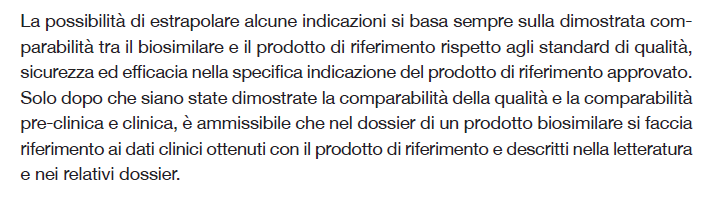 La possibilità di estrapolare alcune indicazioni si basa sempre sulla dimostrata com-
parabilità tra il biosimilare e il prodotto di riferimento rispetto agli standard di qualità,
sicurezza ed efficacia nella specifica indicazione del prodotto di riferimento approvato.
Solo dopo che siano state dimostrate la comparabilità della qualità e la comparabilità
pre-clinica e clinica, è ammissibile che nel dossier di un prodotto biosimilare si faccia
riferimento ai dati clinici ottenuti con il prodotto di riferimento e descritti nella letteratura
e nei relativi dossier.